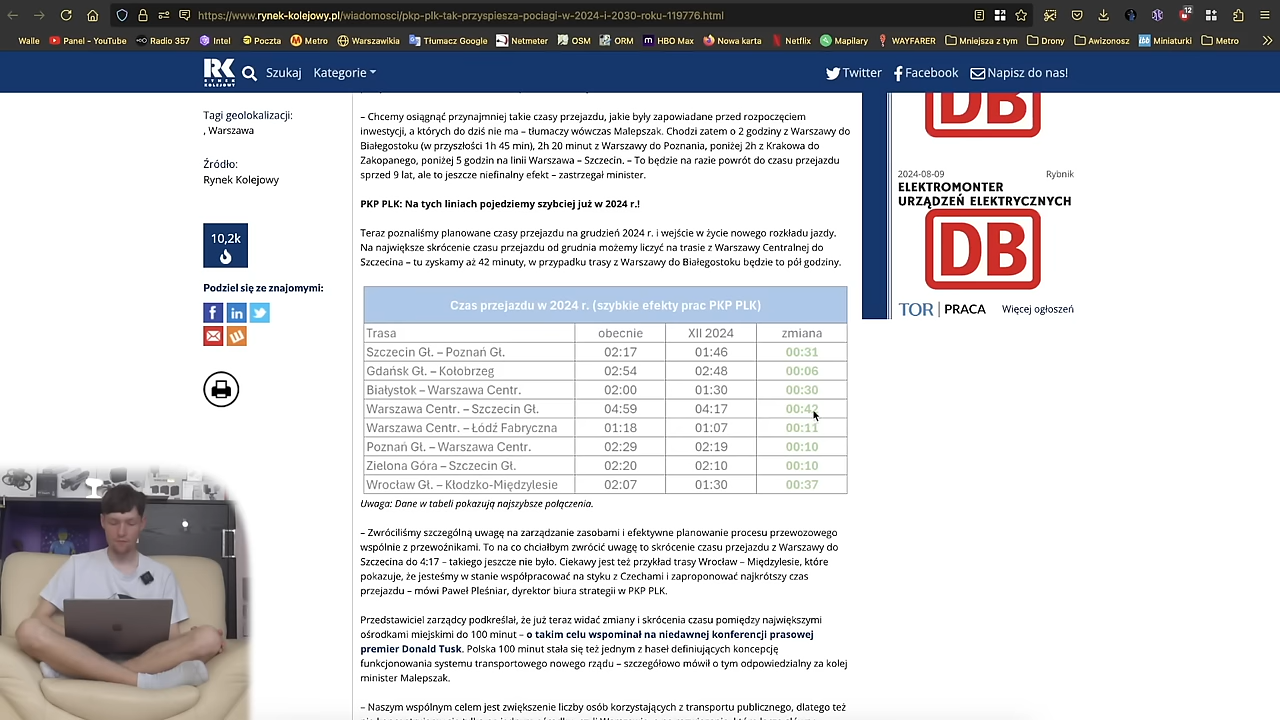 https://www.rynek-kolejowy.pl/wiadomosci/pkp-plk-tak-przyspiesza-pociagi-w-2024-i-2030-roku-119776.html
12
Walle
Panel - YouTube
Radio 357
Intel
Poczta
Metro
Warszawikia
Tłumacz Google
Netmeter
OSM
ORM
HBO Max
Nowa karta
Netflix
Mapilary
WAYFARER
Mniejsza z tym
Drony
Awizonosz
Miniaturki
Metro
RK
RYNEK
KOLEJOWY
Szukaj
Kategorie
Twitter
Facebook
Napisz do nas!
Tagi geolokalizacji:
, Warszawa
Źródło:
Rynek Kolejowy
10,2k
Podziel się ze znajomymi:
– Chcemy osiągnąć przynajmniej takie czasy przejazdu, jakie były zapowiadane przed rozpoczęciem
inwestycji, a których do dziś nie ma – tłumaczy wówczas Malepszak. Chodzi zatem o 2 godziny z Warszawy do
Białegostoku (w przyszłości 1h 45 min), 2h 20 minut z Warszawy do Poznania, poniżej 2h z Krakowa do
Zakopanego, poniżej 5 godzin na linii Warszawa – Szczecin. – To będzie na razie powrót do czasu przejazdu
sprzed 9 lat, ale to jeszcze niefinalny efekt – zastrzegał minister.
PKP PLK: Na tych liniach pojedziemy szybciej już w 2024 r.!
Teraz poznaliśmy planowane czasy przejazdu na grudzień 2024 r. i wejście w życie nowego rozkładu jazdy.
Na największe skrócenie czasu przejazdu od grudnia możemy liczyć na trasie z Warszawy Centralnej do
Szczecina – tu zyskamy aż 42 minuty, w przypadku trasy z Warszawy do Białegostoku będzie to pół godziny.
Czas przejazdu w 2024 r. (szybkie efekty prac PKP PLK)
Trasa obecnie XII 2024 zmiana
Szczecin Gł. – Poznań Gł. 02:17 01:46 00:31
Gdańsk Gł. – Kołobrzeg 02:54 02:48 00:06
Białystok – Warszawa Centr. 02:00 01:30 00:30
Warszawa Centr. – Szczecin Gł. 04:59 04:17 00:42
Warszawa Centr. – Łódź Fabryczna 01:18 01:07 00:11
Poznań Gł. – Warszawa Centr. 02:29 02:19 00:10
Zielona Góra – Szczecin Gł. 02:20 02:10 00:10
Wrocław Gł. – Kłodzko-Międzylesie 02:07 01:30 00:37
Uwaga: Dane w tabeli pokazują najszybsze połączenia.
– Zwróciliśmy szczególną uwagę na zarządzanie zasobami i efektywne planowanie procesu przewozowego
wspólnie z przewoźnikami. To na co chciałbym zwrócić uwagę to skrócenie czasu przejazdu z Warszawy do
Szczecina do 4:17 – takiego jeszcze nie było. Ciekawy jest też przykład trasy Wrocław – Międzylesie, które
pokazuje, że jesteśmy w stanie współpracować na styku z Czechami i zaproponować najkrótszy czas
przejazdu – mówi Paweł Pleśniar, dyrektor biura strategii w PKP PLK.
Przedstawiciel zarządcy podkreślał, że już teraz widać zmiany i skrócenia czasu pomiędzy największymi
ośrodkami miejskimi do 100 minut – o takim celu wspominał na niedawnej konferencji prasowej
premier Donald Tusk. Polska 100 minut stała się też jednym z haseł definiujących koncepcję
funkcjonowania systemu transportowego nowego rządu – szczegółowo mówił o tym odpowiedzialny za kolej
minister Malepszak.
– Naszym wspólnym celem jest zwiększenie liczby osób korzystających z transportu publicznego, dlatego też
DB
2024-08-09 Rybnik
ELEKTROMONTER
URZĄDZEŃ ELEKTRYCZNYCH
DB
TOR | PRACA Więcej ogłoszeń